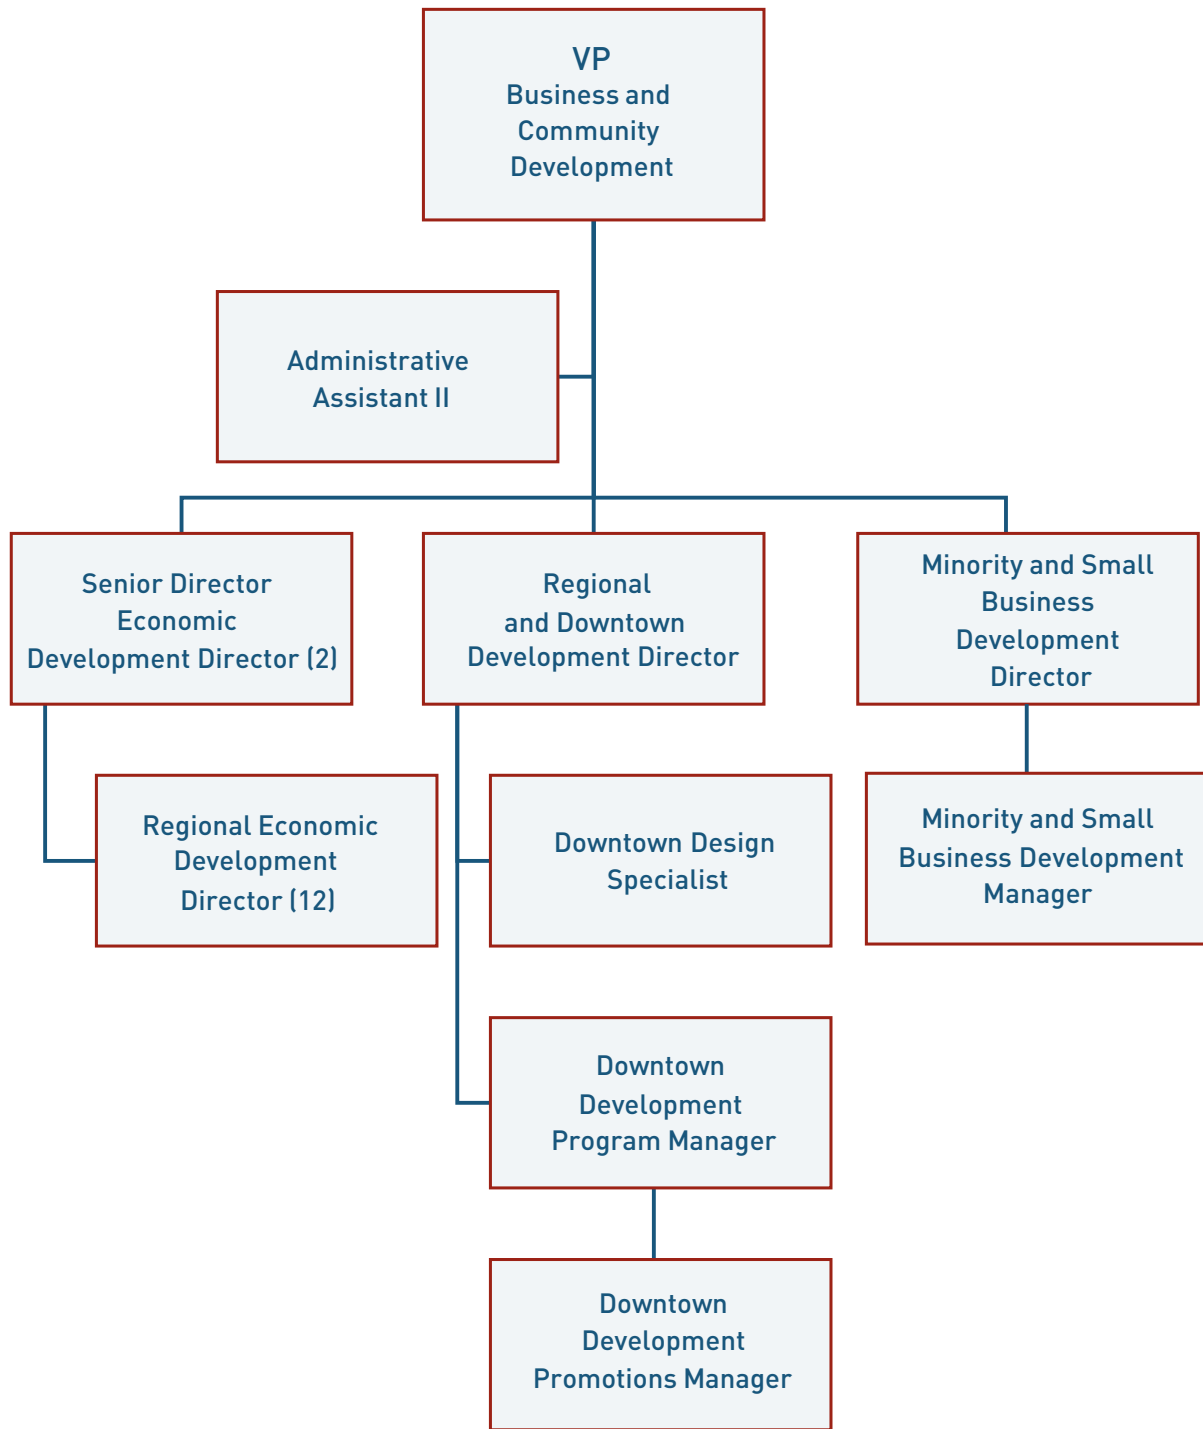 VP
Business and
Community
Development
Administrative
Assistant II
Senior Director
Economic
Development Director (2)
Regional
and Downtown
Development Director
Minority and Small
Business
Development
Director
Regional Economic
Development
Director (12)
Downtown Design
Specialist
Minority and Small
Business Development
Manager
Downtown
Development
Program Manager
Downtown
Development
Promotions Manager